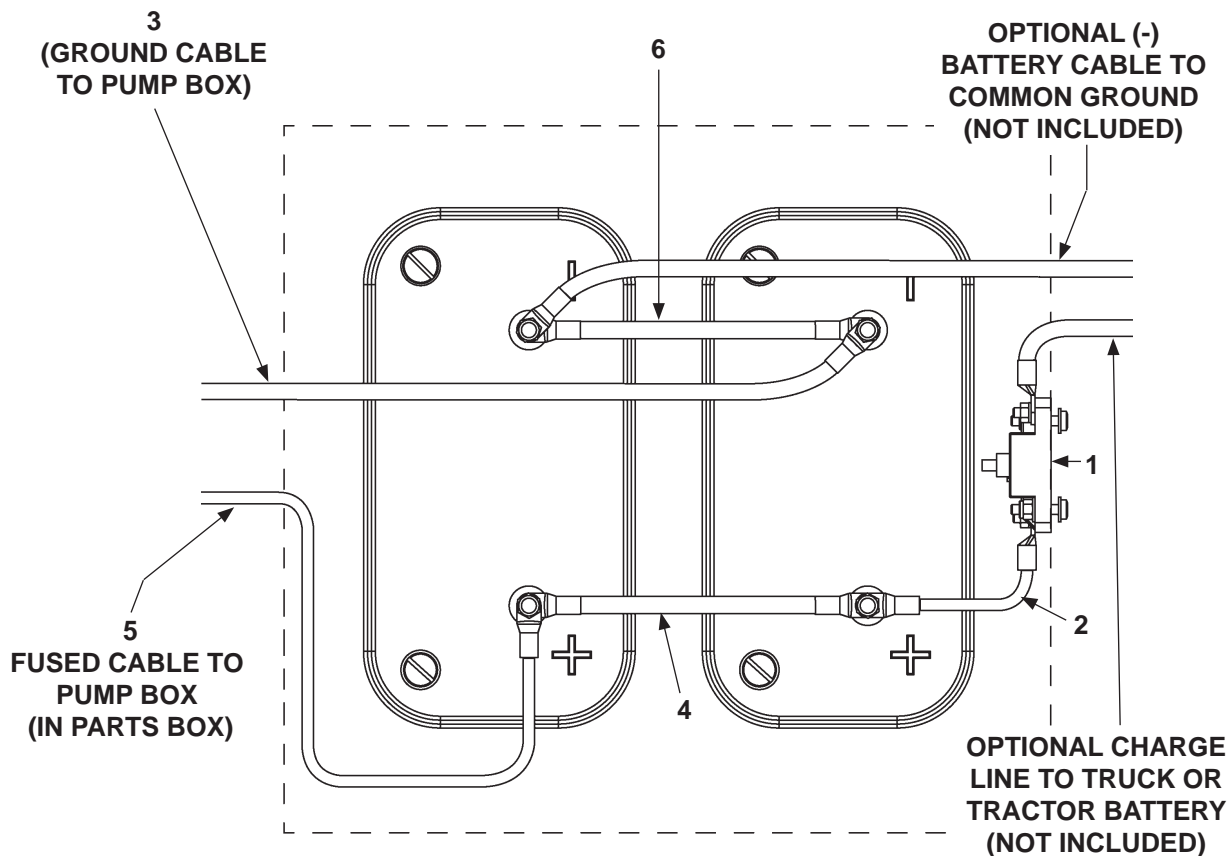 3
(GROUND CABLE
TO PUMP BOX)
6
OPTIONAL (-)
BATTERY CABLE TO
COMMON GROUND
(NOT INCLUDED)
1
2
5
FUSED CABLE TO
PUMP BOX
(IN PARTS BOX)
4
OPTIONAL CHARGE
LINE TO TRUCK OR
TRACTOR BATTERY
(NOT INCLUDED)